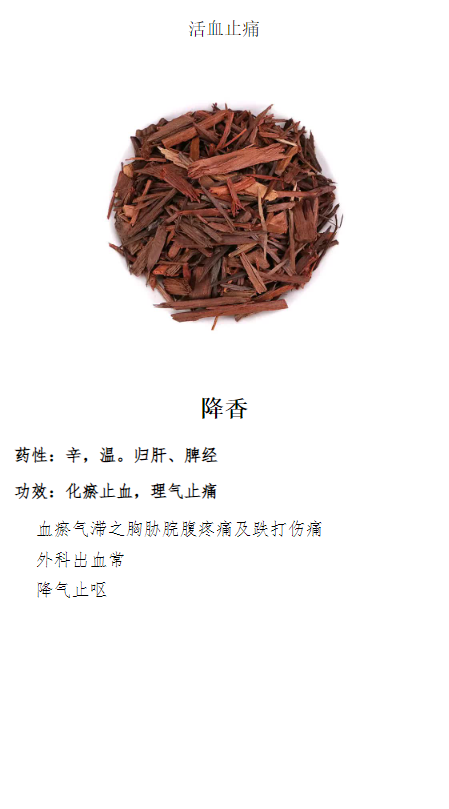 活血止痛
降香
药性：辛，温。归肝、脾经
功效：化瘀止血，理气止痛
血瘀气滞之胸胁脘腹疼痛及跌打伤痛
外科出血常
降气止呕